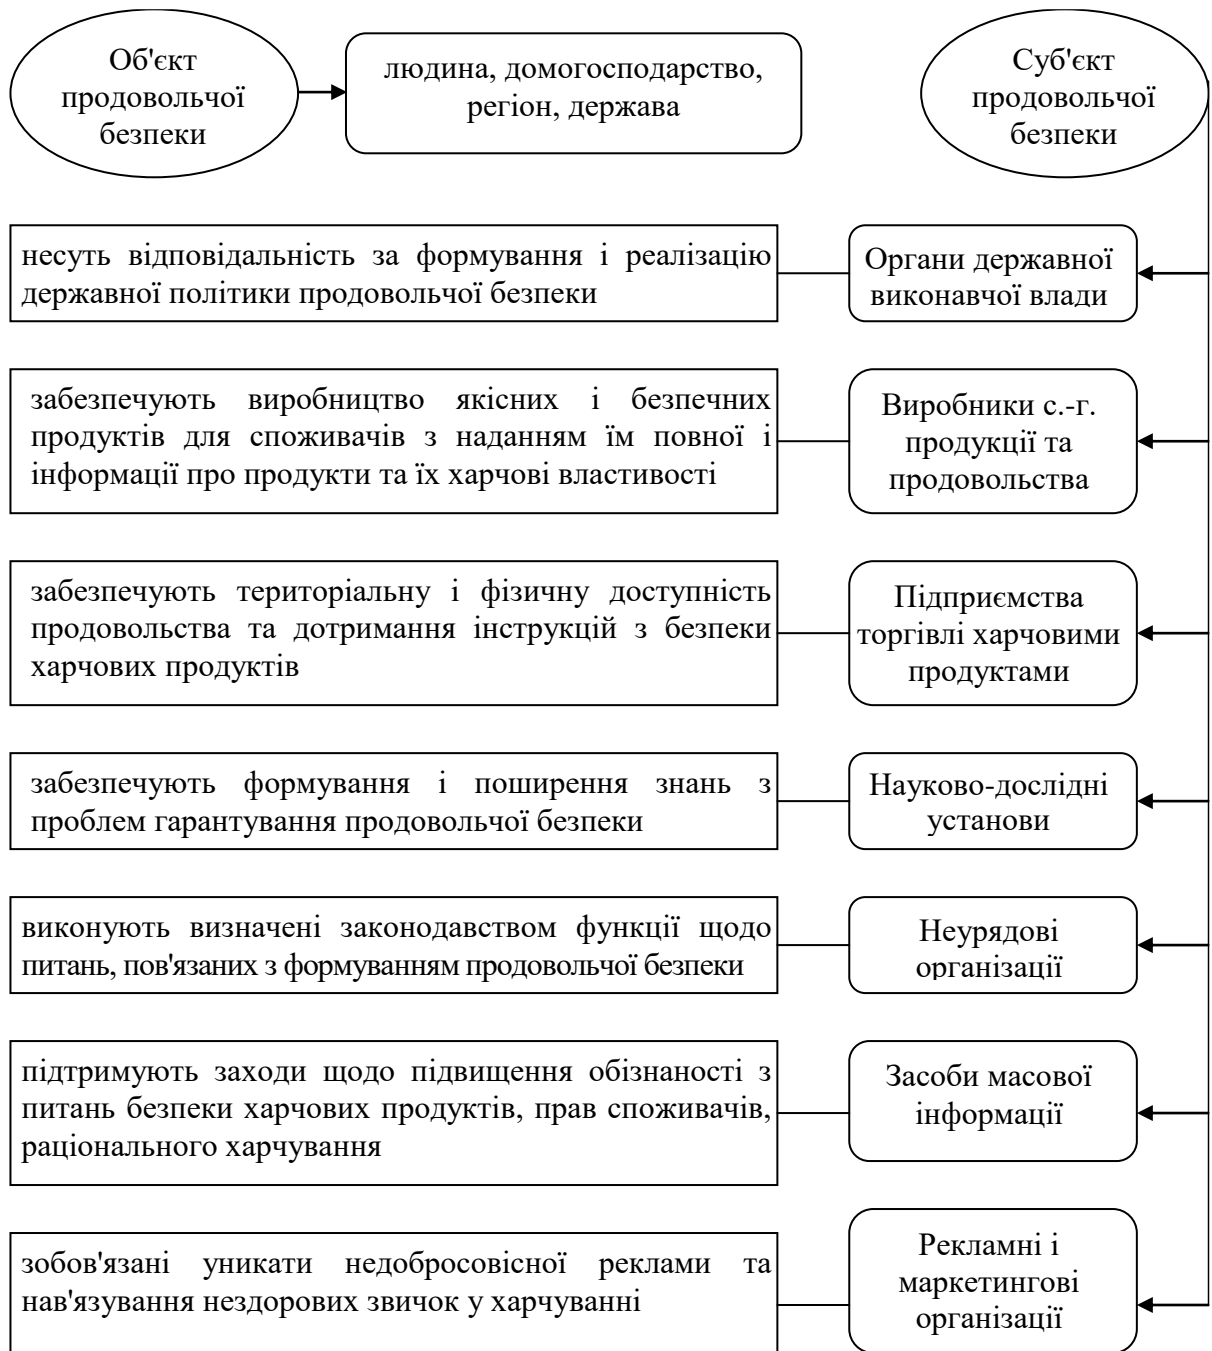 Об'єкт
продовольчої
безпеки
людина, домогосподарство,
регіон, держава
Суб'єкт
продовольчої
безпеки
несуть відповідальність за формування і реалізацію
державної політики продовольчої безпеки
Органи державної
виконавчої влади
забезпечують виробництво якісних і безпечних
продуктів для споживачів з наданням їм повної і
інформації про продукти та їх харчові властивості
Виробники с.-г.
продукції та
продовольства
забезпечують територіальну і фізичну доступність
продовольства та дотримання інструкцій з безпеки
харчових продуктів
Підприємства
торгівлі харчовими
продуктами
забезпечують формування і поширення знань з
проблем гарантування продовольчої безпеки
Науково-дослідні
установи
виконують визначені законодавством функції щодо
питань, пов'язаних з формуванням продовольчої безпеки
Неурядові
організації
підтримують заходи щодо підвищення обізнаності з
питань безпеки харчових продуктів, прав споживачів,
раціонального харчування
Засоби масової
інформації
зобов'язані уникати недобросовісної реклами та
нав'язування нездорових звичок у харчуванні
Рекламні і
маркетингові
організації